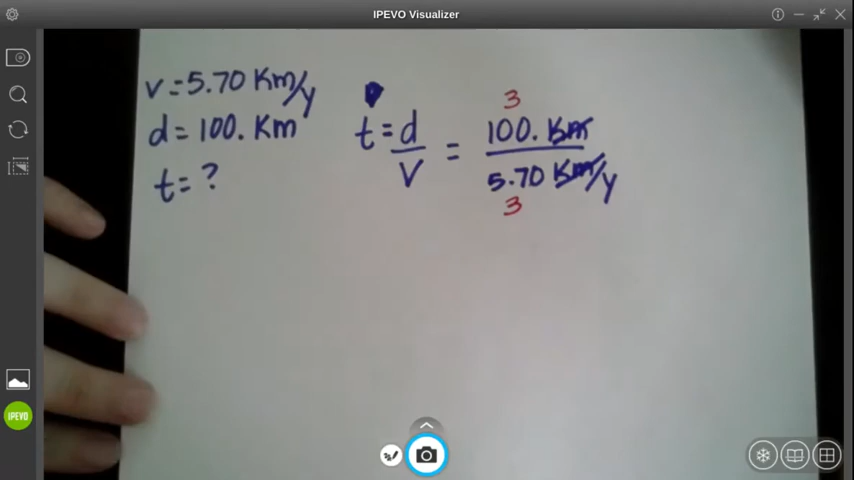 IPEVO Visualizer
v = 5.70 Km/y
d = 100. Km
t = ?
t = d/V = 100. Km / 5.70 Km/y
3
3
IPEVO